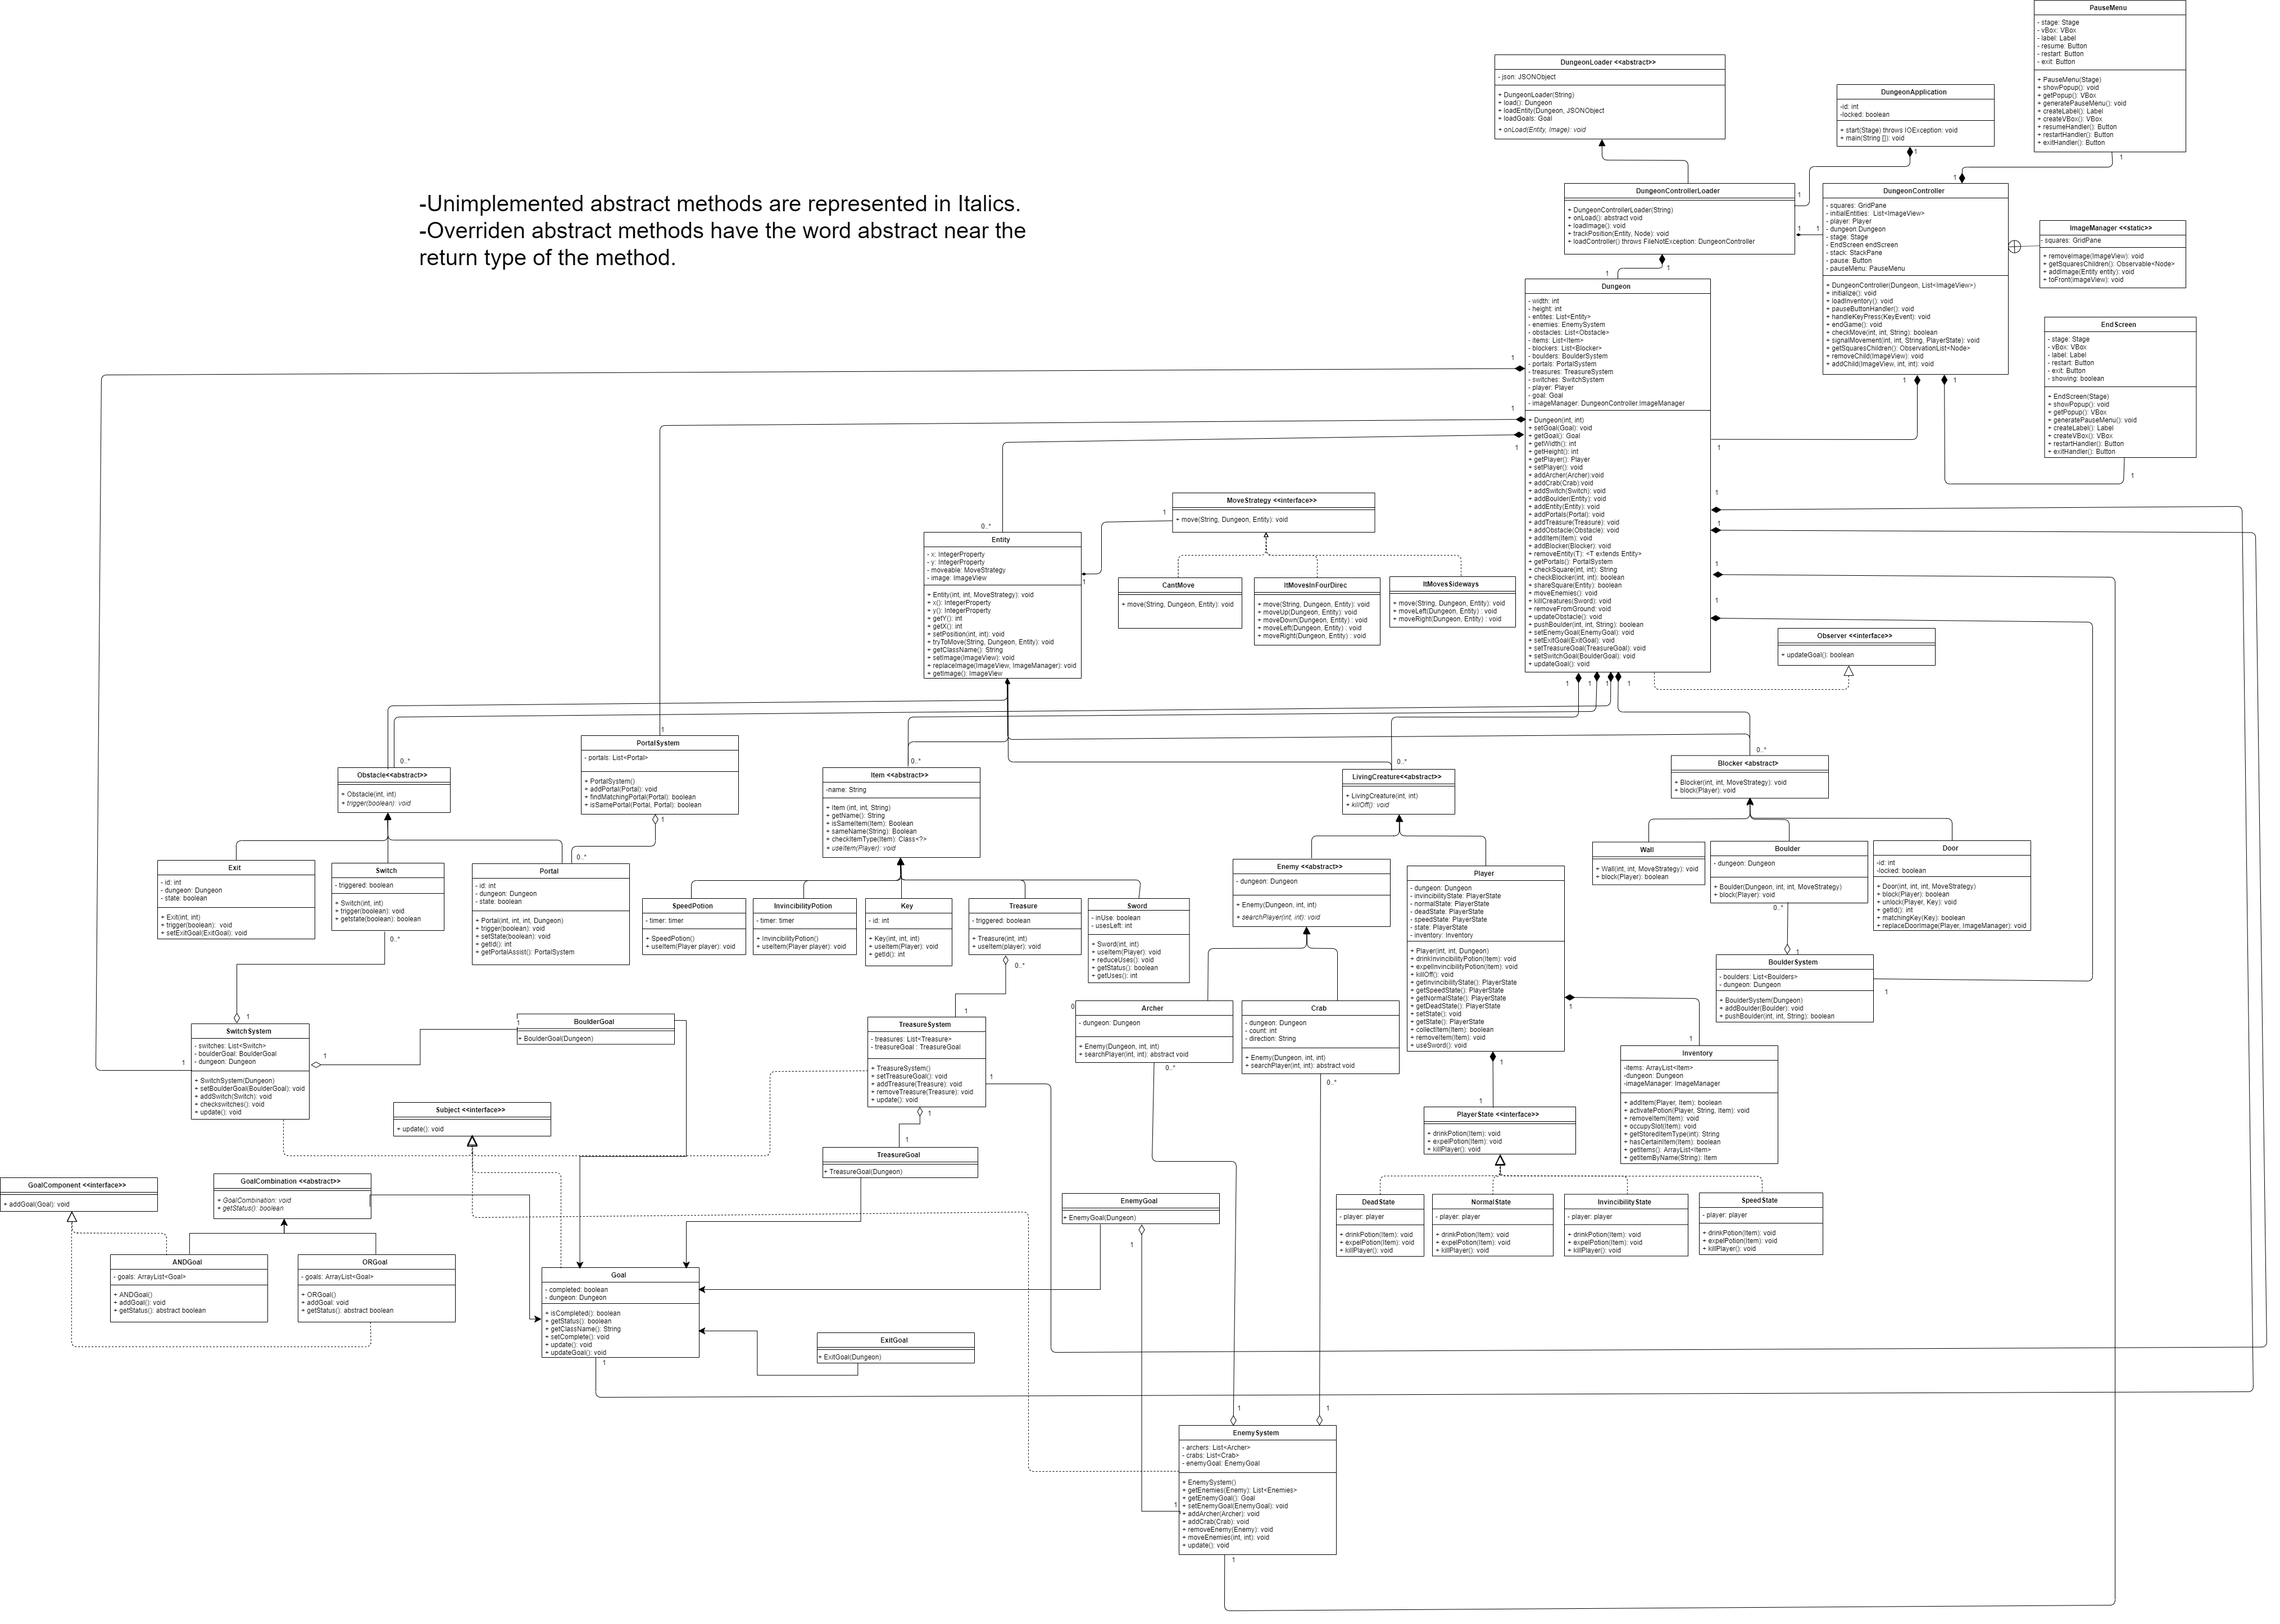 PauseMenu
- stage: Stage
- vBox: VBox
- label: Label
- resume: Button
- restart: Button
- exit: Button
+ PauseMenu(Stage)
+ showPopup(): void
+ getPopup(): VBox
+ generatePauseMenu(): void
+ createLabel(): Label
+ createVBox(): VBox
+ resumeHandler(): Button
+ restartHandler(): Button
+ exitHandler(): Button
1
DungeonLoader <<abstract>>
- json: JSONObject
+ DungeonLoader(String)
+ load(): Dungeon
+ loadEntity(Dungeon, JSONObject
+ loadGoals: Goal
+ onLoad(Entity, Image): void
DungeonApplication
-id: int
-locked: boolean
+ start(Stage) throws IOException: void
+ main(String []): void
1
1
-Unimplemented abstract methods are represented in Italics.
-Overriden abstract methods have the word abstract near the
return type of the method.
DungeonControllerLoader
+ DungeonControllerLoader(String)
+ onLoad(): abstract void
+ loadImage(): void
+ trackPosition(Entity, Node): void
+ loadController() throws FileNotException: DungeonController
1
1
1
1
1
DungeonController
- squares: GridPane
- initialEntities: List<ImageView>
- player: Player
- dungeon:Dungeon
- stage: Stage
- EndScreen endScreen
- stack: StackPane
- pause: Button
- pauseMenu: PauseMenu
+ DungeonController(Dungeon, List<ImageView>)
+ initialize(): void
+ loadInventory(): void
+ pauseButtonHandler(): void
+ handleKeyPress(KeyEvent): void
+ endGame(): void
+ checkMove(int, int, String): boolean
+ signalMovement(int, int, String, PlayerState): void
+ getSquaresChildren(): ObservationList<Node>
+ removeChild(ImageView): void
+ addChild(ImageView, int, int): void
1
1
ImageManager <<static>>
- squares: GridPane
+ removeImage(ImageView): void
+ getSquaresChildren(): Observable<Node>
+ addImage(Entity entity): void
+ toFront(imageView): void
EndScreen
- stage: Stage
- vBox: VBox
- label: Label
- restart: Button
- exit: Button
- showing: boolean
+ EndScreen(Stage)
+ showPopup(): void
+ getPopup(): VBox
+ generatePauseMenu(): void
+ createLabel(): Label
+ createVBox(): VBox
+ restartHandler(): Button
+ exitHandler(): Button
1
Dungeon
- width: int
- height: int
- entites: List<Entity>
- enemies: EnemySystem
- obstacles: List<Obstacle>
- items: List<Item>
- blockers: List<Blocker>
- boulders: BoulderSystem
- portals: PortalSystem
- treasures: TreasureSystem
- switches: SwitchSystem
- player: Player
- goal: Goal
- imageManager: DungeonController.ImageManager
+ Dungeon(int, int)
+ setGoal(Goal): void
+ getGoal(): Goal
+ getWidth(): int
+ getHeight(): int
+ getPlayer(): Player
+ setPlayer(): void
+ addArcher(Archer):void
+ addCrab(Crab):void
+ addSwitch(Switch): void
+ addBoulder(Entity): void
+ addEntity(Entity): void
+ addPortals(Portal): void
+ addTreasure(Treasure): void
+ addObstacle(Obstacle): void
+ addItem(Item): void
+ addBlocker(Blocker): void
+ removeEntity(T): <T extends Entity>
+ getPortals(): PortalSystem
+ checkSquare(int, int): String
+ checkBlocker(int, int): boolean
+ shareSquare(Entity): boolean
+ moveEnemies(): void
+ killCreatures(Sword): void
+ removeFromGround: void
+ updateObstacle(): void
+ pushBoulder(int, int, String): boolean
+ setEnemyGoal(EnemyGoal): void
+ setExitGoal(ExitGoal): void
+ setTreasureGoal(TreasureGoal): void
+ setSwitchGoal(BoulderGoal): void
+ updateGoal(): void
1
1
1
1
1
1
1
1
1
1
1
1
MoveStrategy <<interface>>
+ move(String, Dungeon, Entity): void
1
CantMove
+ move(String, Dungeon, Entity): void
ItMovesInFourDirec
+ move(String, Dungeon, Entity): void
+ moveUp(Dungeon, Entity): void
+ moveDown(Dungeon, Entity) : void
+ moveLeft(Dungeon, Entity) : void
+ moveRight(Dungeon, Entity) : void
ItMovesSideways
+ move(String, Dungeon, Entity): void
+ moveLeft(Dungeon, Entity) : void
+ moveRight(Dungeon, Entity) : void
0..*
Entity
- x: IntegerProperty
- y: IntegerProperty
- moveable: MoveStrategy
- image: ImageView
+ Entity(int, int, MoveStrategy): void
+ x(): IntegerProperty
+ y(): IntegerProperty
+ getY(): int
+ getX(): int
+ setPosition(int, int): void
+ tryToMove(String, Dungeon, Entity): void
+ getClassName(): String
+ setImage(ImageView): void
+ replaceImage(ImageView, ImageManager): void
+ getImage(): ImageView
1
Observer <<interface>>
+ updateGoal(): boolean
0..*
Obstacle<<abstract>>
+ Obstacle(int, int)
+ trigger(boolean): void
1
PortalSystem
- portals: List<Portal>
+ PortalSystem()
+ addPortal(Portal): void
+ findMatchingPortal(Portal): boolean
+ isSamePortal(Portal, Portal): boolean
1
0..*
0..*
Item <<abstract>>
-name: String
+ Item (int, int, String)
+ getName(): String
+ isSameItem(Item): Boolean
+ sameName(String): Boolean
+ checkItemType(Item): Class<?>
+ useItem(Player): void
0..*
LivingCreature<<abstract>>
+ LivingCreature(int, int)
+ killOff(): void
0..*
Blocker <abstract>
+ Blocker(int, int, MoveStrategy): void
+ block(Player): void
Wall
+ Wall(int, int, MoveStrategy): void
+ block(Player): boolean
Boulder
- dungeon: Dungeon
+ Boulder(Dungeon, int, int, MoveStrategy)
+ block(Player): void
0..*
Door
-id: int
-locked: boolean
+ Door(int, int, int, MoveStrategy)
+ block(Player): boolean
+ unlock(Player, Key): void
+ getId(): int
+ matchingKey(Key): boolean
+ replaceDoorImage(Player, ImageManager): void
Exit
- id: int
- dungeon: Dungeon
- state: boolean
+ Exit(int, int)
+ trigger(boolean): void
+ setExitGoal(ExitGoal): void
Switch
- triggered: boolean
+ Switch(int, int)
+ trigger(boolean): void
+ getstate(boolean): boolean
0..*
Portal
- id: int
- dungeon: Dungeon
- state: boolean
+ Portal(int, int, int, Dungeon)
+ trigger(boolean): void
+ setState(boolean): void
+ getId(): int
+ getPortalAssist(): PortalSystem
SpeedPotion
- timer: timer
+ SpeedPotion()
+ useItem(Player player): void
InvincibilityPotion
- timer: timer
+ InvincibilityPotion()
+ useItem(Player player): void
Key
- id: int
+ Key(int, int, int)
+ useItem(Player): void
+ getId(): int
Treasure
- triggered: boolean
+ Treasure(int, int)
+ useItem(player): void
0..*
Sword
- inUse: boolean
- usesLeft: int
+ Sword(int, int)
+ useItem(Player): void
+ reduceUses(): void
+ getStatus(): boolean
+ getUses(): int
Enemy <<abstract>>
- dungeon: Dungeon
+ Enemy(Dungeon, int, int)
+ searchPlayer(int, int): void
Player
- dungeon: Dungeon
- invincibilityState: PlayerState
- normalState: PlayerState
- deadState: PlayerState
- speedState: PlayerState
- state: PlayerState
- inventory: Inventory
+ Player(int, int, Dungeon)
+ drinkInvincibilityPotion(Item): void
+ expelInvincibilityPotion(Item): void
+ killOff(): void
+ getInvincibilityState(): PlayerState
+ getSpeedState(): PlayerState
+ getNormalState(): PlayerState
+ getDeadState(): PlayerState
+ setState(): void
+ getState(): PlayerState
+ collectItem(Item): boolean
+ removeItem(Item): void
+ useSword(): void
1
1
1
BoulderSystem
- boulders: List<Boulders>
- dungeon: Dungeon
+ BoulderSystem(Dungeon)
+ addBoulder(Boulder): void
+ pushBoulder(int, int, String): boolean
1
0
Archer
- dungeon: Dungeon
+ Enemy(Dungeon, int, int)
+ searchPlayer(int, int): abstract void
0..*
Crab
- dungeon: Dungeon
- count: int
- direction: String
+ Enemy(Dungeon, int, int)
+ searchPlayer(int, int): abstract void
0..*
1
SwitchSystem
- switches: List<Switch>
- boulderGoal: BoulderGoal
- dungeon: Dungeon
+ SwitchSystem(Dungeon)
+ setBoulderGoal(BoulderGoal): void
+ addSwitch(Switch): void
+ checkswitches(): void
+ update(): void
1
1
BoulderGoal
1
+ BoulderGoal(Dungeon)
1
TreasureSystem
- treasures: List<Treasure>
- treasureGoal : TreasureGoal
+ TreasureSystem()
+ setTreasureGoal(): void
+ addTreasure(Treasure): void
+ removeTreasure(Treasure): void
+ update(): void
1
1
1
TreasureGoal
+ TreasureGoal(Dungeon)
1
Inventory
-items: ArrayList<Item>
-dungeon: Dungeon
-imageManager: ImageManager
+ addItem(Player, Item): boolean
+ activatePotion(Player, String, Item): void
+ removeItem(Item): void
+ occupySlot(Item): void
+ getStoredItemType(int): String
+ hasCertainItem(Item): boolean
+ getItems(): ArrayList<Item>
+ getItemByName(String): Item
1
PlayerState <<interface>>
+ drinkPotion(Item): void
+ expelPotion(Item): void
+ killPlayer(): void
Subject <<interface>>
+ update(): void
GoalComponent <<interface>>
+ addGoal(Goal): void
GoalCombination <<abstract>>
+ GoalCombination: void
+ getStatus(): boolean
ANDGoal
- goals: ArrayList<Goal>
+ ANDGoal()
+ addGoal(): void
+ getStatus(): abstract boolean
ORGoal
- goals: ArrayList<Goal>
+ ORGoal()
+ addGoal: void
+ getStatus(): abstract boolean
EnemyGoal
+ EnemyGoal(Dungeon)
1
DeadState
- player: player
+ drinkPotion(Item): void
+ expelPotion(Item): void
+ killPlayer(): void
NormalState
- player: player
+ drinkPotion(Item): void
+ expelPotion(Item): void
+ killPlayer(): void
InvincibilityState
- player: player
+ drinkPotion(Item): void
+ expelPotion(Item): void
+ killPlayer(): void
SpeedState
- player: player
+ drinkPotion(Item): void
+ expelPotion(Item): void
+ killPlayer(): void
Goal
- completed: boolean
- dungeon: Dungeon
+ isCompleted(): boolean
+ getStatus(): boolean
+ getClassName(): String
+ setComplete(): void
+ update(): void
+ updateGoal(): void
1
ExitGoal
+ ExitGoal(Dungeon)
1
1
EnemySystem
- archers: List<Archer>
- crabs: List<Crab>
- enemyGoal: EnemyGoal
+ EnemySystem()
+ getEnemies(Enemy): List<Enemies>
+ getEnemyGoal(): Goal
+ setEnemyGoal(EnemyGoal): void
+ addArcher(Archer): void
+ addCrab(Crab): void
+ removeEnemy(Enemy): void
+ moveEnemies(int, int): void
+ update(): void
1
1